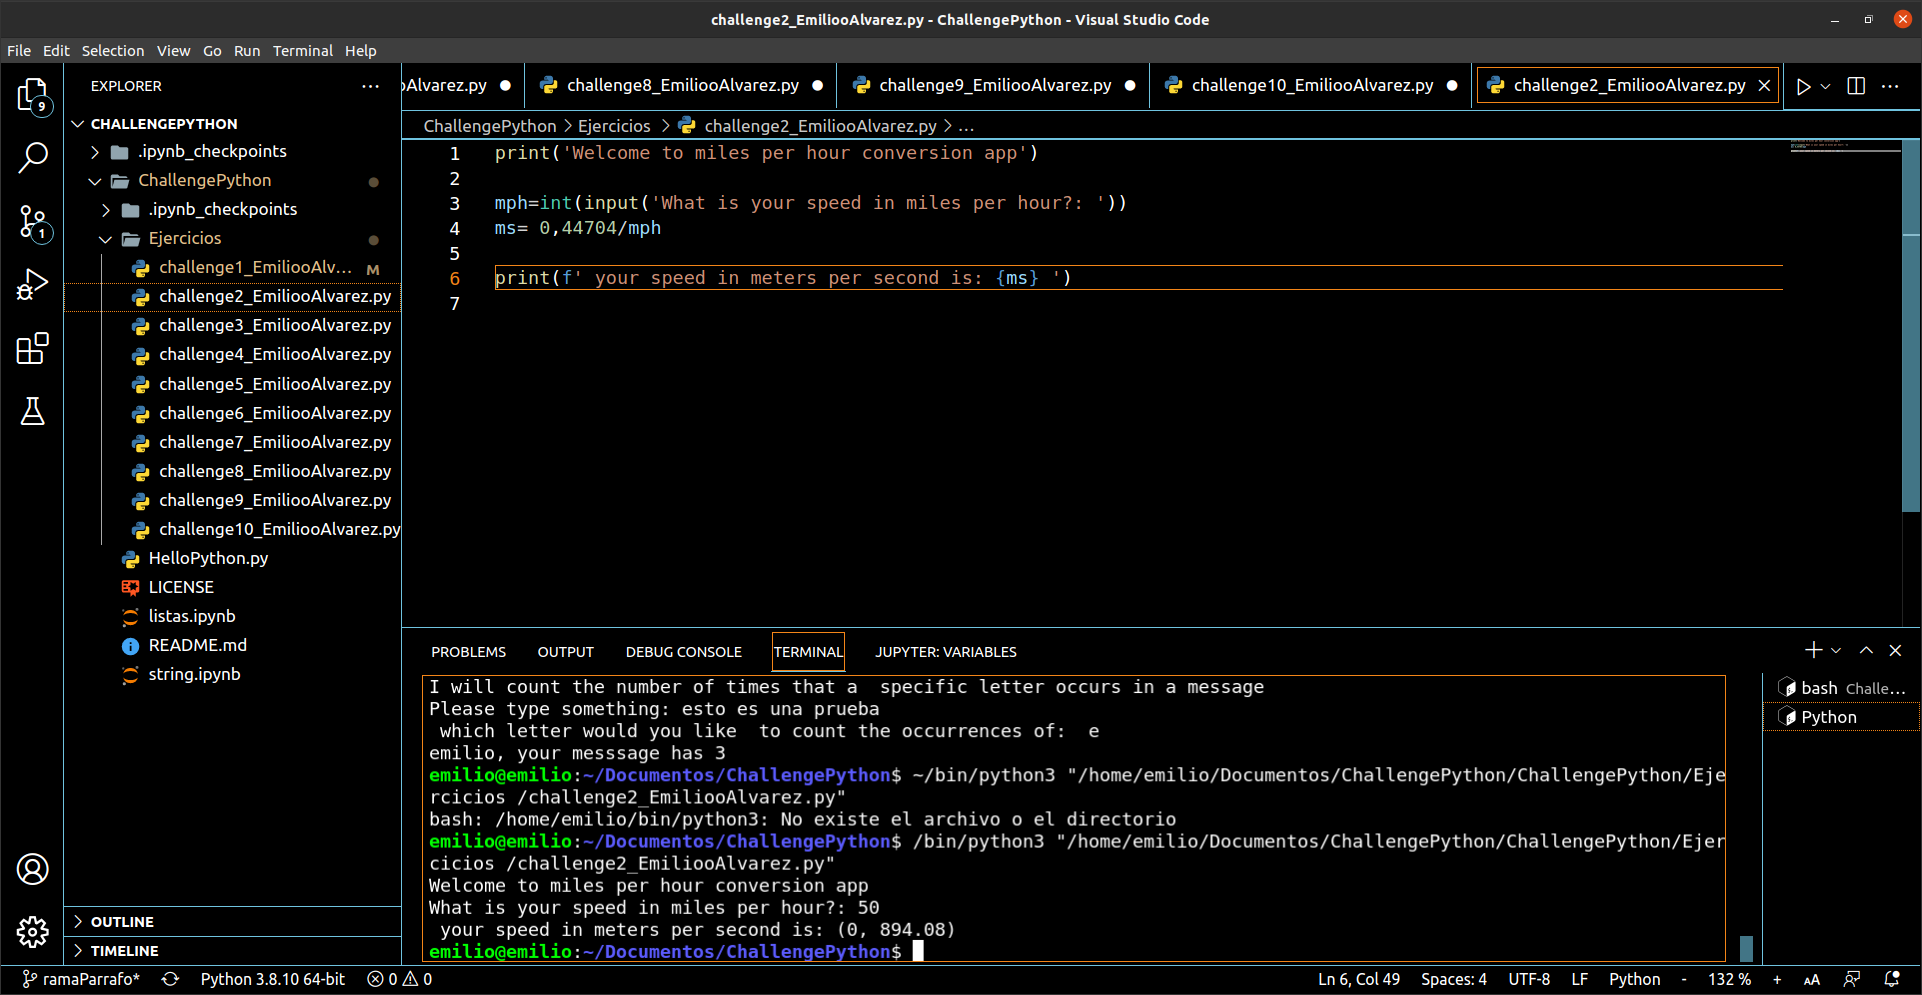 challenge2_EmiliooAlvarez.py - ChallengePython - Visual Studio Code
File Edit Selection View Go Run Terminal Help
9
1
EXPLORER
CHALLENGEPYTHON
.ipynb_checkpoints
ChallengePython
.ipynb_checkpoints
Ejercicios
challenge1_EmiliooAlv... M
challenge2_EmiliooAlvarez.py
challenge3_EmiliooAlvarez.py
challenge4_EmiliooAlvarez.py
challenge5_EmiliooAlvarez.py
challenge6_EmiliooAlvarez.py
challenge7_EmiliooAlvarez.py
challenge8_EmiliooAlvarez.py
challenge9_EmiliooAlvarez.py
challenge10_EmiliooAlvarez.py
HelloPython.py
LICENSE
listas.ipynb
README.md
string.ipynb
OUTLINE
TIMELINE
oAlvarez.py challenge8_EmiliooAlvarez.py challenge9_EmiliooAlvarez.py challenge10_EmiliooAlvarez.py challenge2_EmiliooAlvarez.py
ChallengePython > Ejercicios > challenge2_EmiliooAlvarez.py > ...
1 print('Welcome to miles per hour conversion app')
2
3 mph=int(input('What is your speed in miles per hour?: '))
4 ms= 0,44704/mph
5
6 print(f' your speed in meters per second is: {ms} ')
7
PROBLEMS OUTPUT DEBUG CONSOLE TERMINAL JUPYTER: VARIABLES
I will count the number of times that a  specific letter occurs in a message
Please type something: esto es una prueba
 which letter would you like  to count the occurrences of:  e
emilio, your messsage has 3
emilio@emilio:~/Documentos/ChallengePython$ ~/bin/python3 "/home/emilio/Documentos/ChallengePython/ChallengePython/Eje
rcicios /challenge2_EmiliooAlvarez.py"
bash: /home/emilio/bin/python3: No existe el archivo o el directorio
emilio@emilio:~/Documentos/ChallengePython$ /bin/python3 "/home/emilio/Documentos/ChallengePython/ChallengePython/Ejer
cicios /challenge2_EmiliooAlvarez.py"
Welcome to miles per hour conversion app
What is your speed in miles per hour?: 50
 your speed in meters per second is: (0, 894.08)
emilio@emilio:~/Documentos/ChallengePython$
bash Challe...
Python
ramaParrafo* Python 3.8.10 64-bit 0 0 Ln 6, Col 49 Spaces: 4 UTF-8 LF Python - 132 % + AA